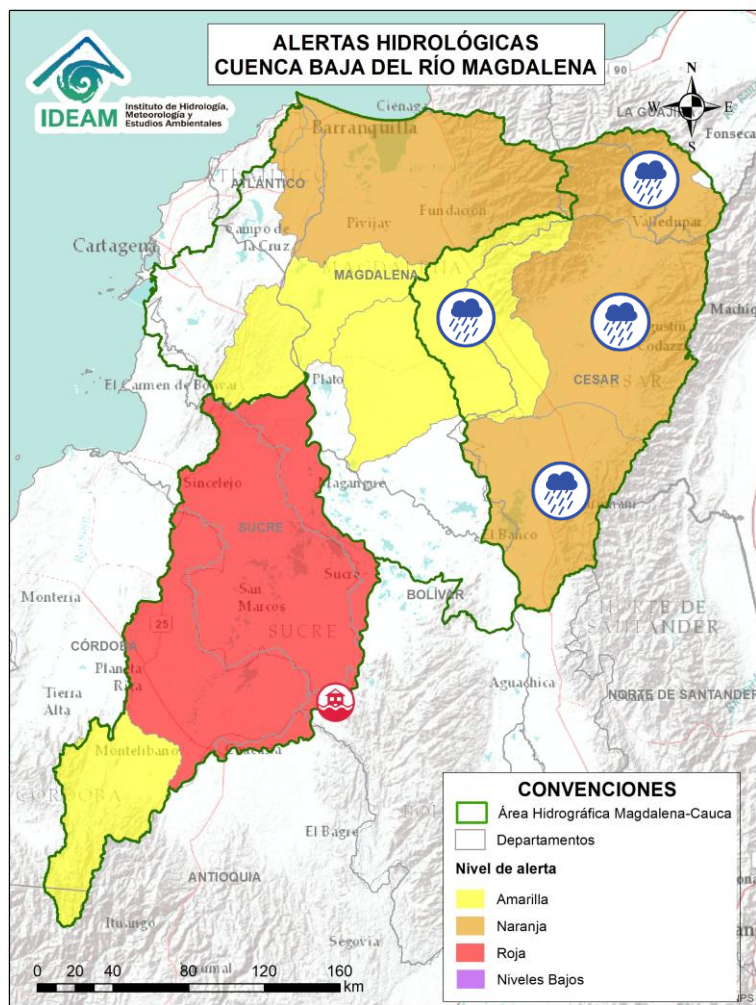 ALERTAS HIDROLÓGICAS
CUENCA BAJA DEL RÍO MAGDALENA
IDEAM
Instituto de Hidrología,
Meteorología y
Estudios Ambientales
90
N
W
E
S
LA GUAJI
Fonseca
Ciénaga
Barranquilla
ATLÁNTICO
Valledupar
Pivijay
Fundación
Campo de
la Cruz
Cartagena
MAGDALENA
Machiq
Codazzi
CESAR
El Carmen de Bolívar
Plato
Sincelejo
Magangué
SUCRE
El Banco
Sucre
San
Marcos
BOLÍVAR
Montería
25
SUCRE
NORTE DE
SANTANDER
CÓRDOBA
Planeta
Rica
Aguachica
Tierra
Alta
NORTE DE SANTANDER
Montelíbano
CÓRDOBA
El Bagre
ANTIOQUIA
Ituango
Segovia
CONVENCIONES
Área Hidrográfica Magdalena-Cauca
Departamentos
Nivel de alerta
Amarilla
Naranja
Roja
Niveles Bajos
0 20 40 80 120 160
km